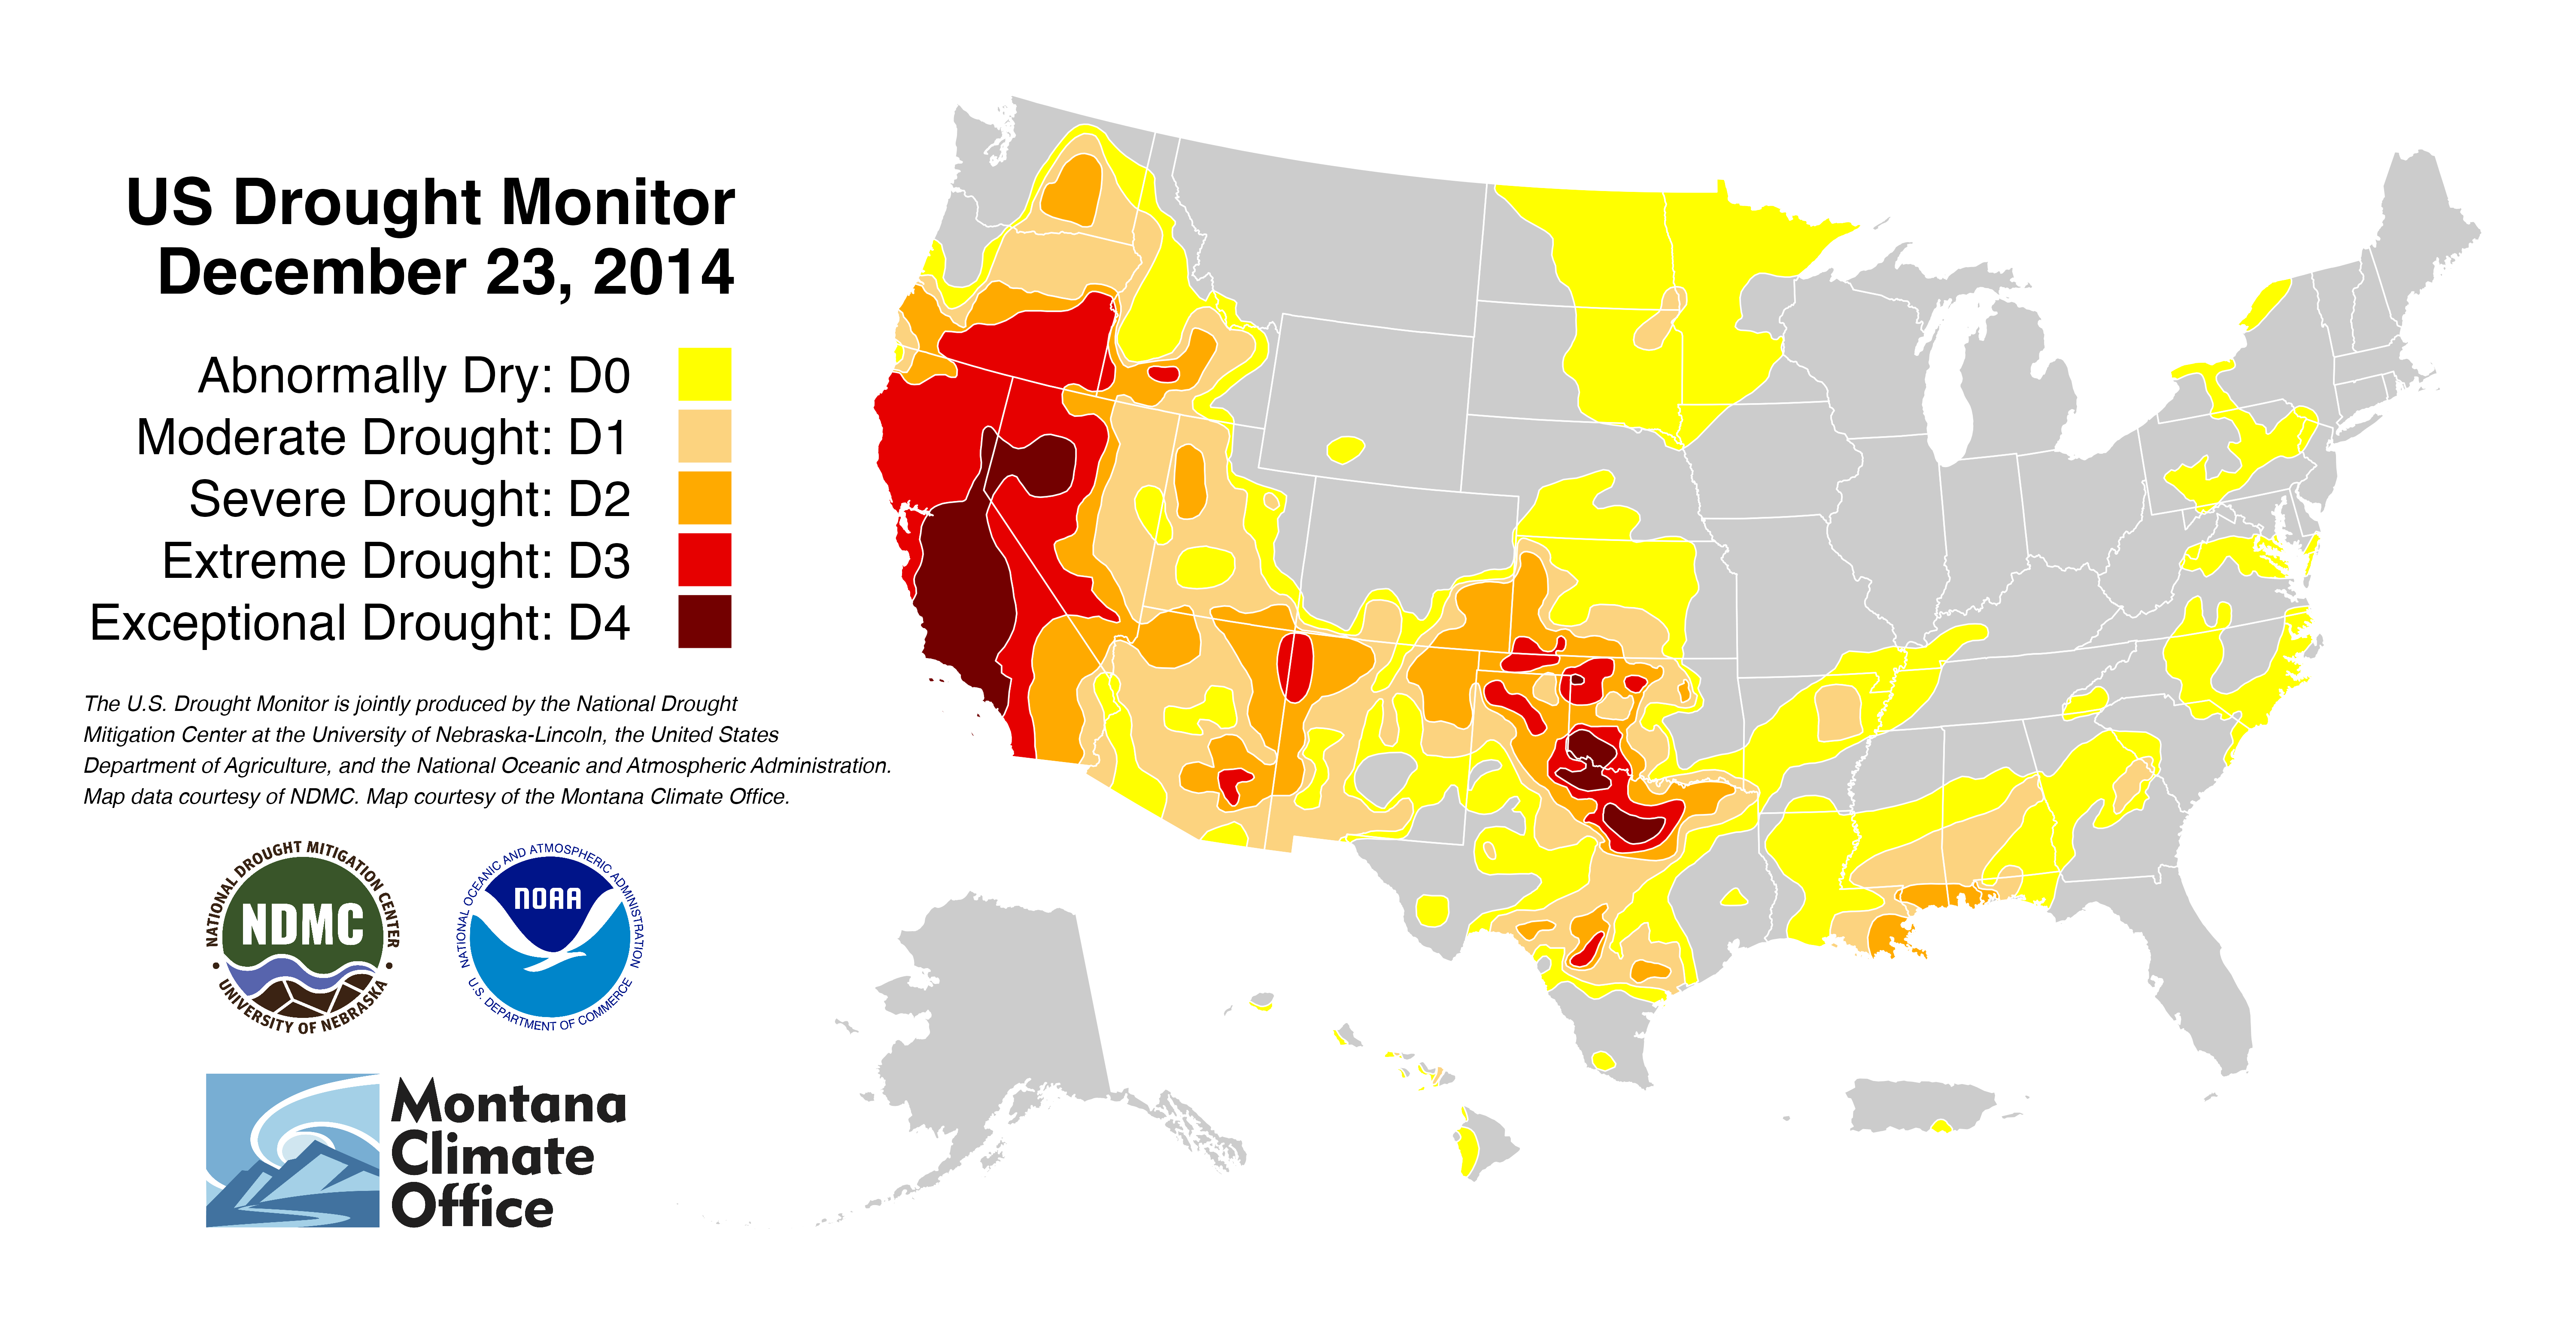 US Drought Monitor
December 23, 2014
Abnormally Dry: D0
Moderate Drought: D1
Severe Drought: D2
Extreme Drought: D3
Exceptional Drought: D4
The U.S. Drought Monitor is jointly produced by the National Drought
Mitigation Center at the University of Nebraska-Lincoln, the United States
Department of Agriculture, and the National Oceanic and Atmospheric Administration.
Map data courtesy of NDMC. Map courtesy of the Montana Climate Office.
NATIONAL DROUGHT MITIGATION CENTER
NDMC
UNIVERSITY OF NEBRASKA
NATIONAL OCEANIC AND ATMOSPHERIC ADMINISTRATION
NOAA
U.S. DEPARTMENT OF COMMERCE
Montana
Climate
Office